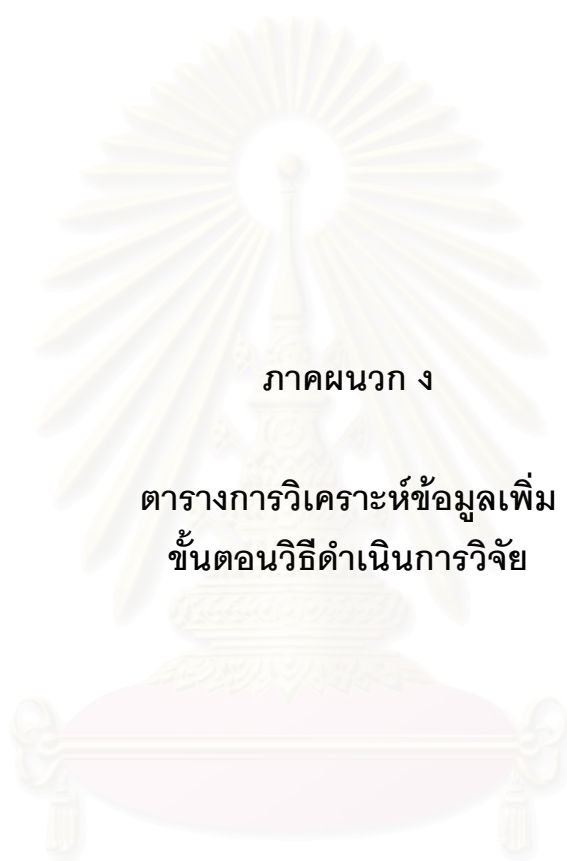 ภาคผนวก ง
ตารางการวิเคราะห์ข้อมูลเพิ่ม
ขั้นตอนวิธีดำเนินการวิจัย